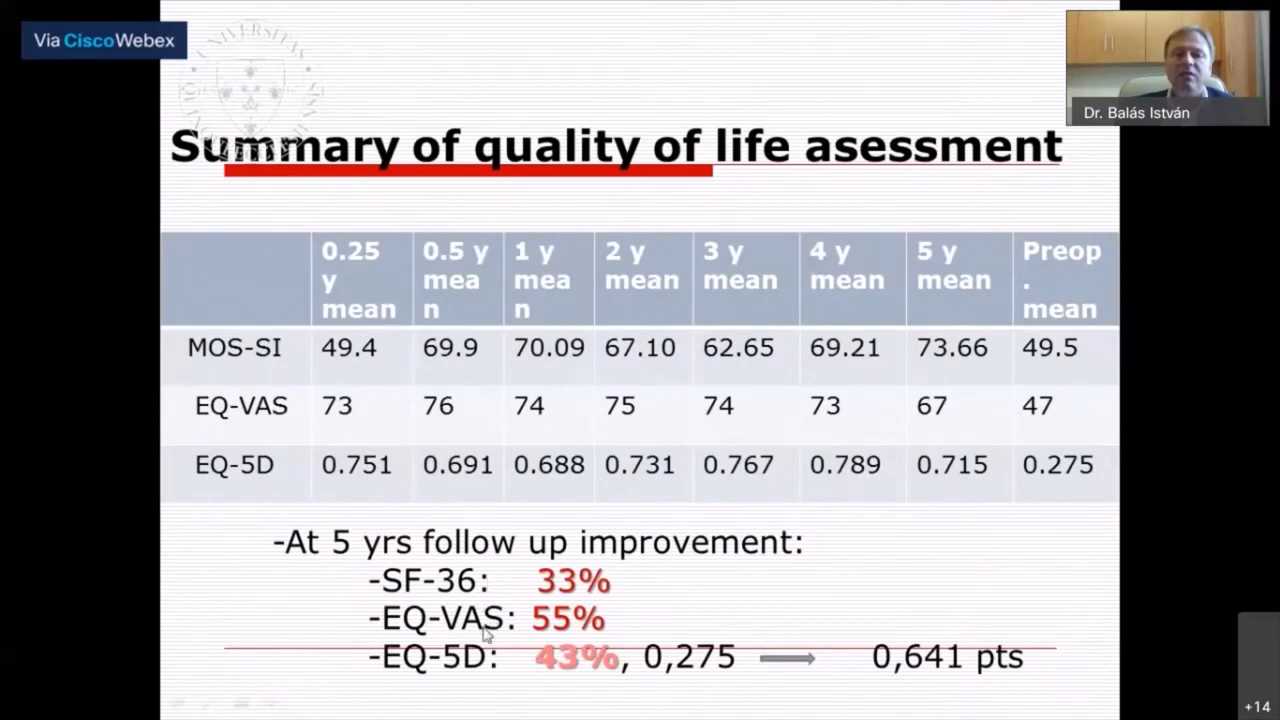 Via CiscoWebex
Dr. Balás István
Summary of quality of life asessment
0.25 y mean 0.5 y mean 1 y mean 2 y mean 3 y mean 4 y mean 5 y mean Preop. mean
MOS-SI 49.4 69.9 70.09 67.10 62.65 69.21 73.66 49.5
EQ-VAS 73 76 74 75 74 73 67 47
EQ-5D 0.751 0.691 0.688 0.731 0.767 0.789 0.715 0.275
-At 5 yrs follow up improvement:
-SF-36: 33%
-EQ-VAS: 55%
-EQ-5D: 43%, 0,275 0,641 pts
+14